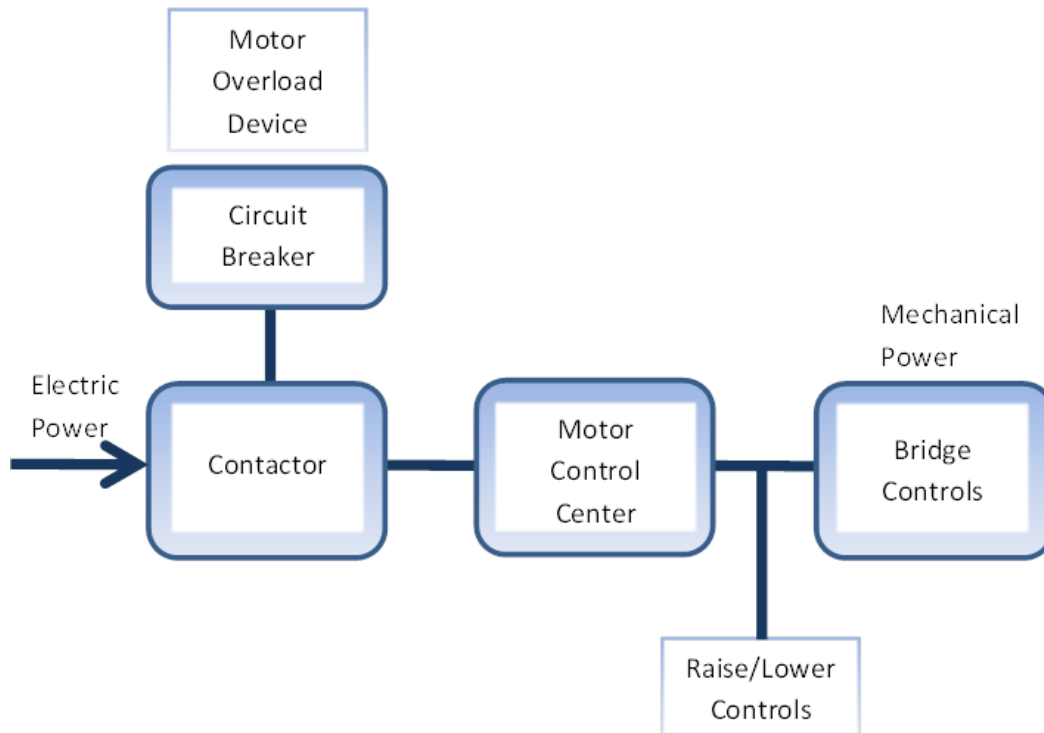 Motor
Overload
Device
Circuit
Breaker
Electric
Power
Contactor
Motor
Control
Center
Mechanical
Power
Bridge
Controls
Raise/Lower
Controls